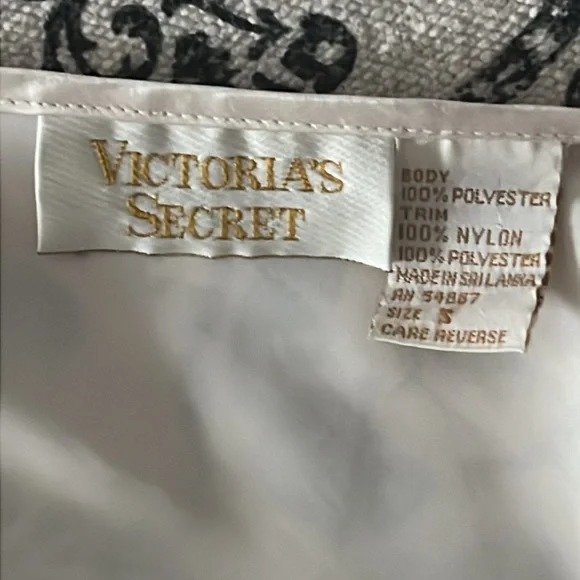 VICTORIA'S
SECRET
BODY
100% POLYESTER
TRIM
100% NYLON
100% POLYESTER
MADE IN SRI LANKA
RN 54867
SIZE S
CARE REVERSE